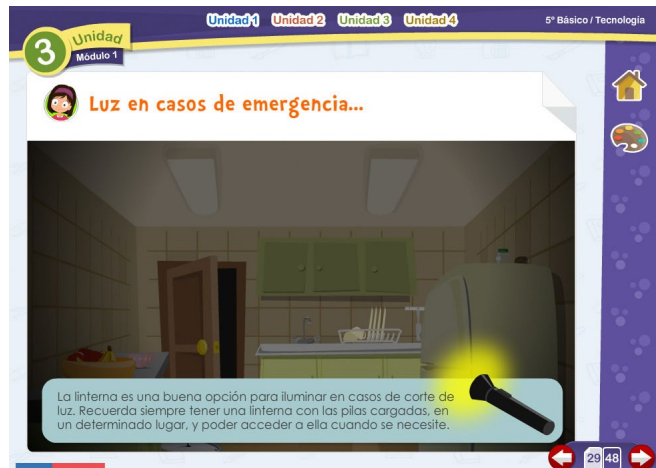 Unidad 1 Unidad 2 Unidad 3 Unidad 4
5º Básico / Tecnología
3 Unidad
Módulo 1
Luz en casos de emergencia...
La linterna es una buena opción para iluminar en casos de corte de
luz. Recuerda siempre tener una linterna con las pilas cargadas, en
un determinado lugar, y poder acceder a ella cuando se necesite.
29 48